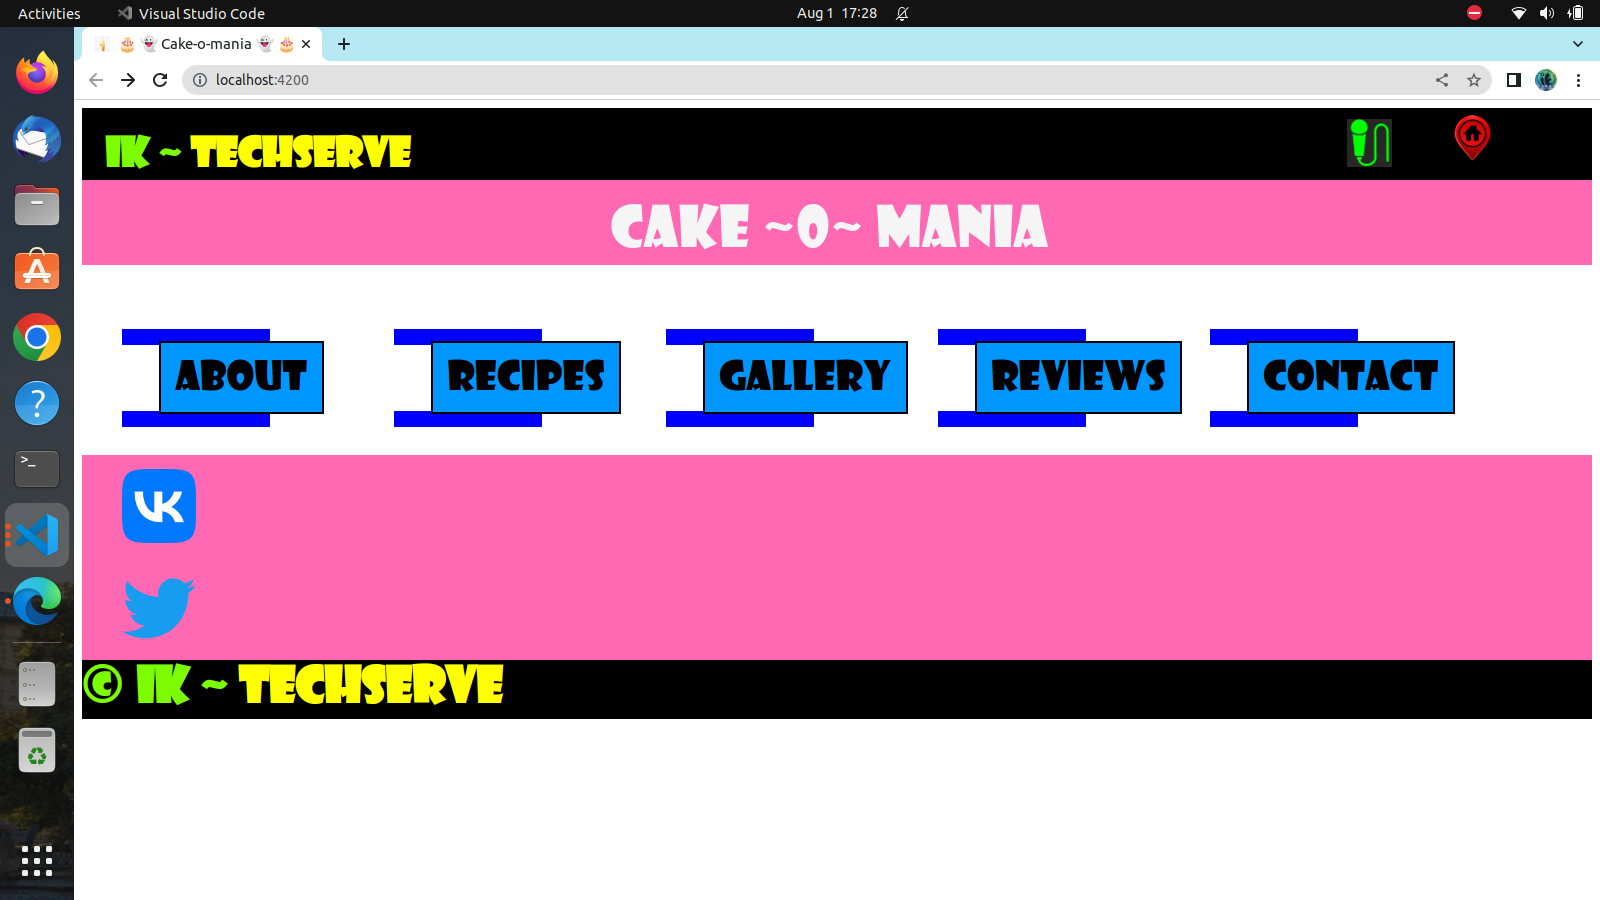 Activities Visual Studio Code Aug 1 17:28
🎂 👻 Cake-o-mania 👻 🎂
localhost:4200
IK ~ TECHSERVE
CAKE ~O~ MANIA
ABOUT RECIPES GALLERY REVIEWS CONTACT
VK
© IK ~ TECHSERVE